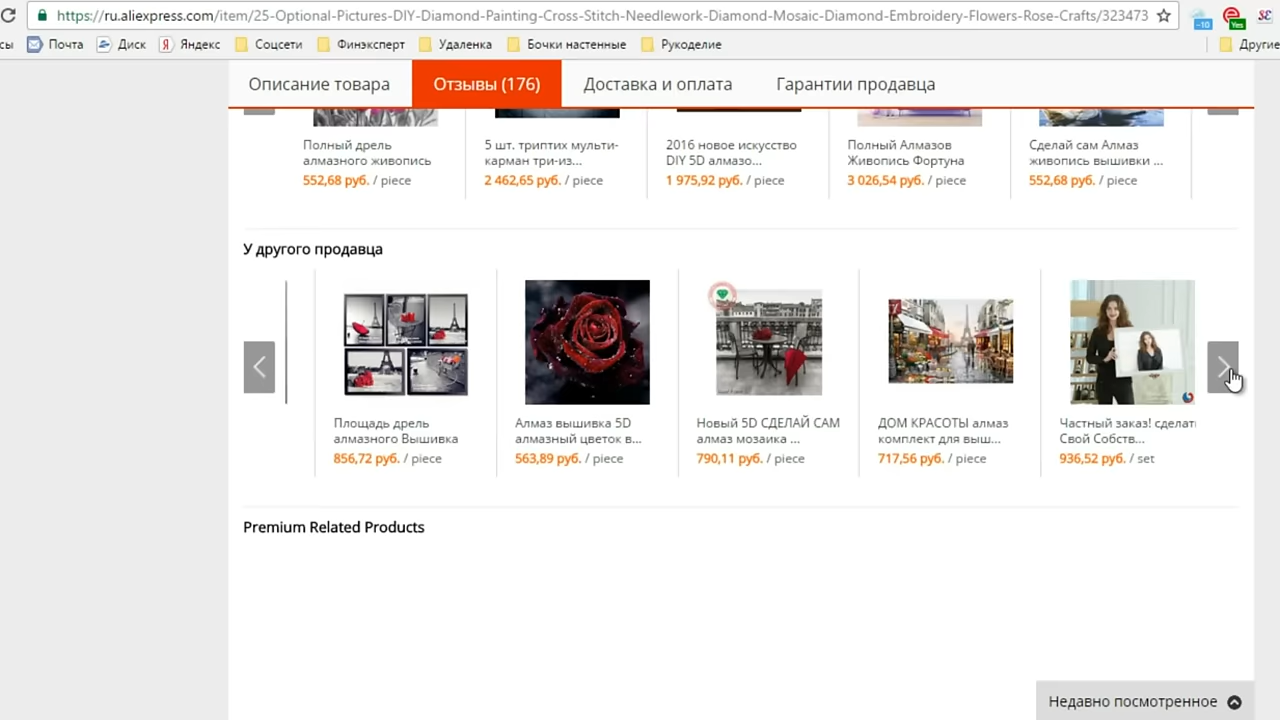 https://ru.aliexpress.com/item/25-Optional-Pictures-DIY-Diamond-Painting-Cross-Stitch-Needlework-Diamond-Mosaic-Diamond-Embroidery-Flowers-Rose-Crafts/323473
-10
Yes
сы
Почта
Диск
Яндекс
Соцсети
Финэксперт
Удаленка
Бочки настенные
Рукоделие
Другие
Описание товара
Отзывы (176)
Доставка и оплата
Гарантии продавца
Полный дрель
алмазного живопись
552,68 руб. / piece
5 шт. триптих мульти-
карман три-из...
2 462,65 руб. / piece
2016 новое искусство
DIY 5D алмазо...
1 975,92 руб. / piece
Полный Алмазов
Живопись Фортуна
3 026,54 руб. / piece
Сделай сам Алмаз
живопись вышивки ...
552,68 руб. / piece
У другого продавца
Площадь дрель
алмазного Вышивка
856,72 руб. / piece
Алмаз вышивка 5D
алмазный цветок в...
563,89 руб. / piece
Новый 5D СДЕЛАЙ САМ
алмаз мозаика ...
790,11 руб. / piece
ДОМ КРАСОТЫ алмаз
комплект для выш...
717,56 руб. / piece
Частный заказ! сделать
Свой Собств...
936,52 руб. / set
Premium Related Products
Недавно посмотренное